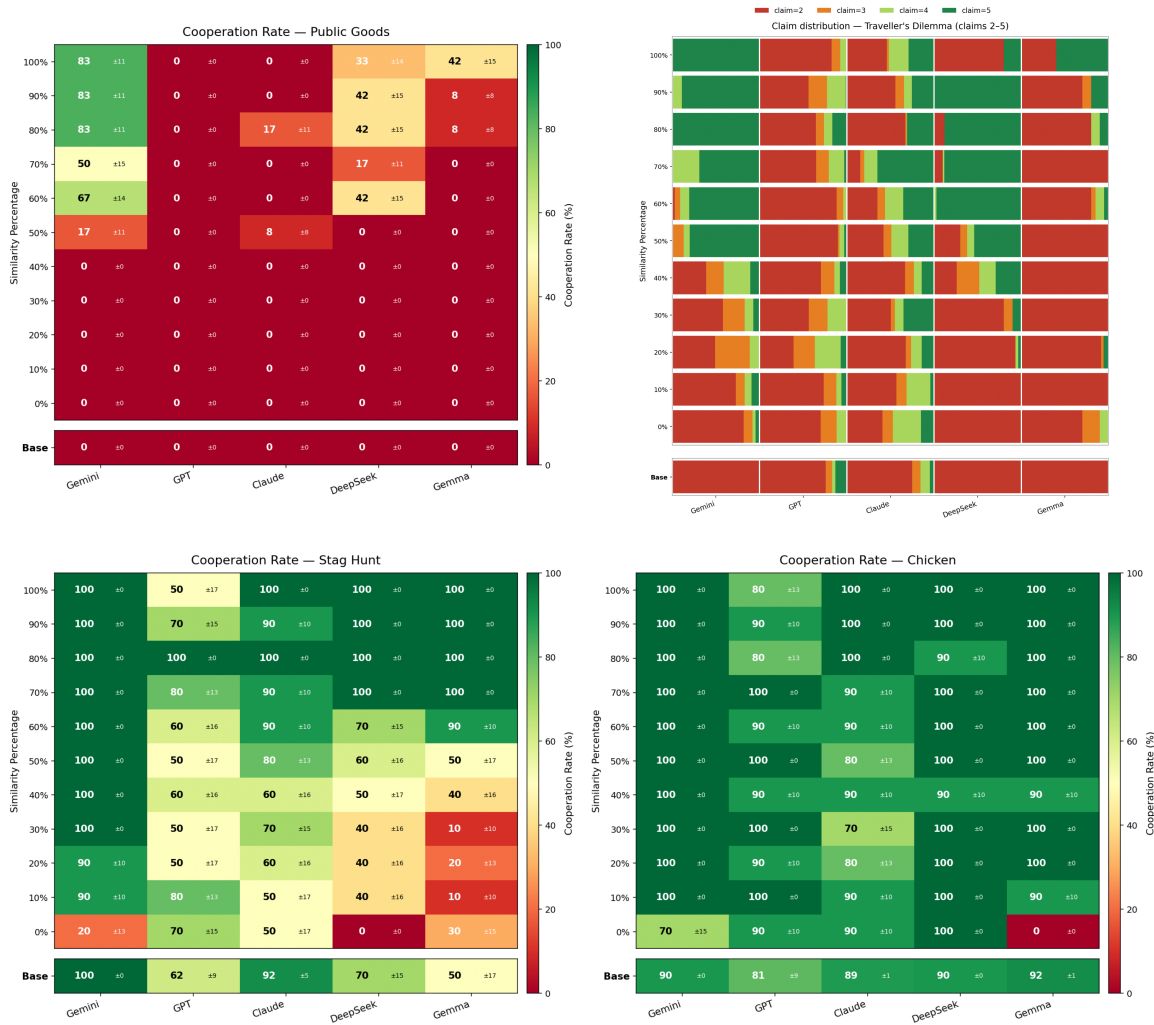 Cooperation Rate — Public Goods
Similarity Percentage
100% 83 ±11 0 ±0 0 ±0 33 ±14 42 ±15
90% 83 ±11 0 ±0 0 ±0 42 ±15 8 ±8
80% 83 ±11 0 ±0 17 ±11 42 ±15 8 ±8
70% 50 ±15 0 ±0 0 ±0 17 ±11 0 ±0
60% 67 ±14 0 ±0 0 ±0 42 ±15 0 ±0
50% 17 ±11 0 ±0 8 ±8 0 ±0 0 ±0
40% 0 ±0 0 ±0 0 ±0 0 ±0 0 ±0
30% 0 ±0 0 ±0 0 ±0 0 ±0 0 ±0
20% 0 ±0 0 ±0 0 ±0 0 ±0 0 ±0
10% 0 ±0 0 ±0 0 ±0 0 ±0 0 ±0
0% 0 ±0 0 ±0 0 ±0 0 ±0 0 ±0
Base 0 ±0 0 ±0 0 ±0 0 ±0 0 ±0
Gemini GPT Claude DeepSeek Gemma
100
80
60
40
20
0
Cooperation Rate (%)
claim=2 claim=3 claim=4 claim=5
Claim distribution — Traveller's Dilemma (claims 2–5)
Similarity Percentage
100%
90%
80%
70%
60%
50%
40%
30%
20%
10%
0%
Base
Gemini GPT Claude DeepSeek Gemma
Cooperation Rate — Stag Hunt
Similarity Percentage
100% 100 ±0 50 ±17 100 ±0 100 ±0 100 ±0
90% 100 ±0 70 ±15 90 ±10 100 ±0 100 ±0
80% 100 ±0 100 ±0 100 ±0 100 ±0 100 ±0
70% 100 ±0 80 ±13 90 ±10 100 ±0 100 ±0
60% 100 ±0 60 ±16 90 ±10 70 ±15 90 ±10
50% 100 ±0 50 ±17 80 ±13 60 ±16 50 ±17
40% 100 ±0 60 ±16 60 ±16 50 ±17 40 ±16
30% 100 ±0 50 ±17 70 ±15 40 ±16 10 ±10
20% 90 ±10 50 ±17 60 ±16 40 ±16 20 ±13
10% 90 ±10 80 ±13 50 ±17 40 ±16 10 ±10
0% 20 ±13 70 ±15 50 ±17 0 ±0 30 ±15
Base 100 ±0 62 ±9 92 ±5 70 ±15 50 ±17
Gemini GPT Claude DeepSeek Gemma
100
80
60
40
20
0
Cooperation Rate (%)
Cooperation Rate — Chicken
Similarity Percentage
100% 100 ±0 80 ±13 100 ±0 100 ±0 100 ±0
90% 100 ±0 90 ±10 100 ±0 100 ±0 100 ±0
80% 100 ±0 80 ±13 100 ±0 90 ±10 100 ±0
70% 100 ±0 100 ±0 90 ±10 100 ±0 100 ±0
60% 100 ±0 90 ±10 90 ±10 100 ±0 100 ±0
50% 100 ±0 100 ±0 80 ±13 100 ±0 100 ±0
40% 100 ±0 90 ±10 90 ±10 90 ±10 90 ±10
30% 100 ±0 100 ±0 70 ±15 100 ±0 100 ±0
20% 100 ±0 90 ±10 80 ±13 100 ±0 100 ±0
10% 100 ±0 100 ±0 90 ±10 100 ±0 90 ±10
0% 70 ±15 90 ±10 90 ±10 100 ±0 0 ±0
Base 90 ±0 81 ±9 89 ±1 90 ±0 92 ±1
Gemini GPT Claude DeepSeek Gemma
100
80
60
40
20
0
Cooperation Rate (%)